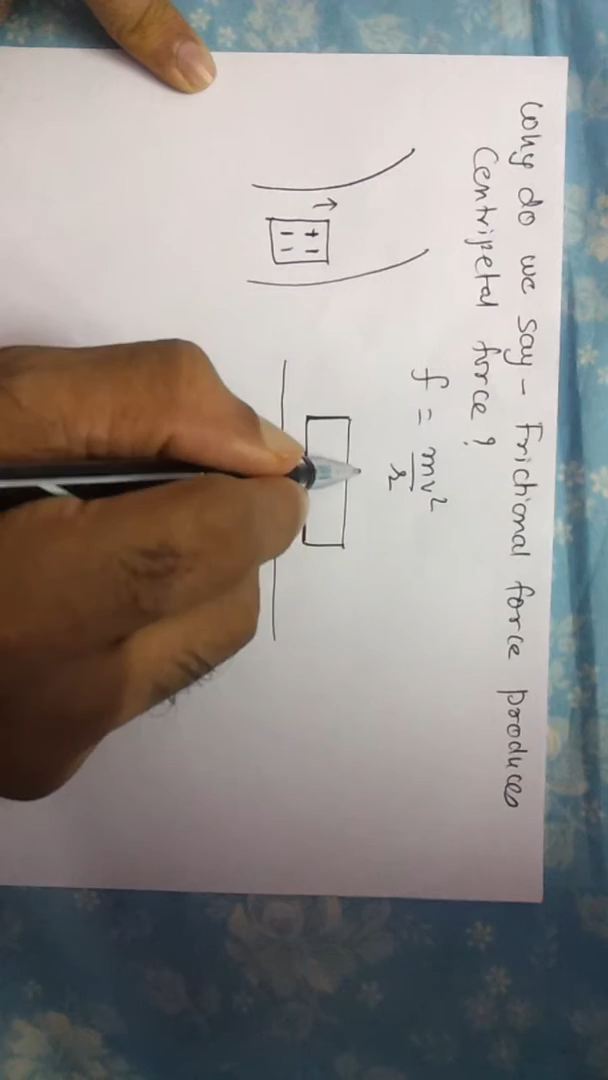 Why do we say - Frictional force produces
Centripetal force?
f = mv²/r